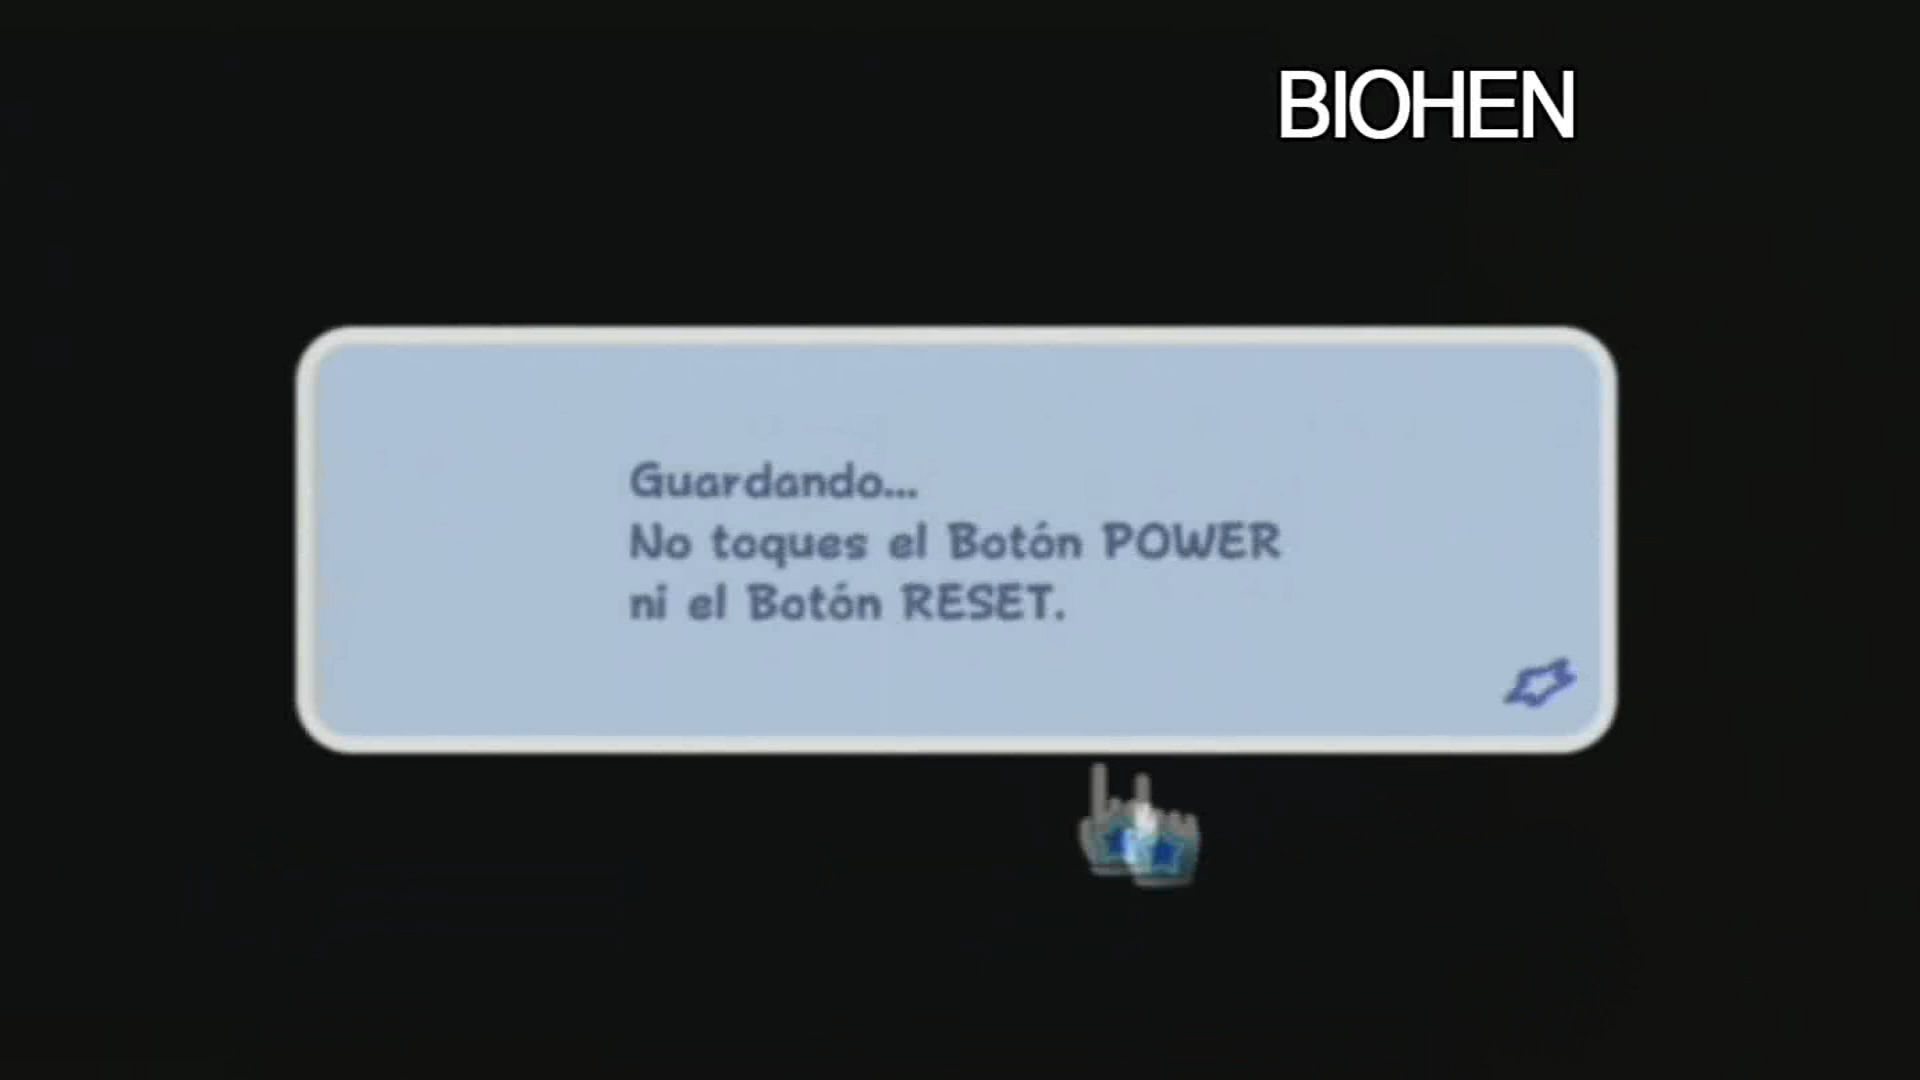 BIOHEN
Guardando...
No toques el Botón POWER
ni el Botón RESET.